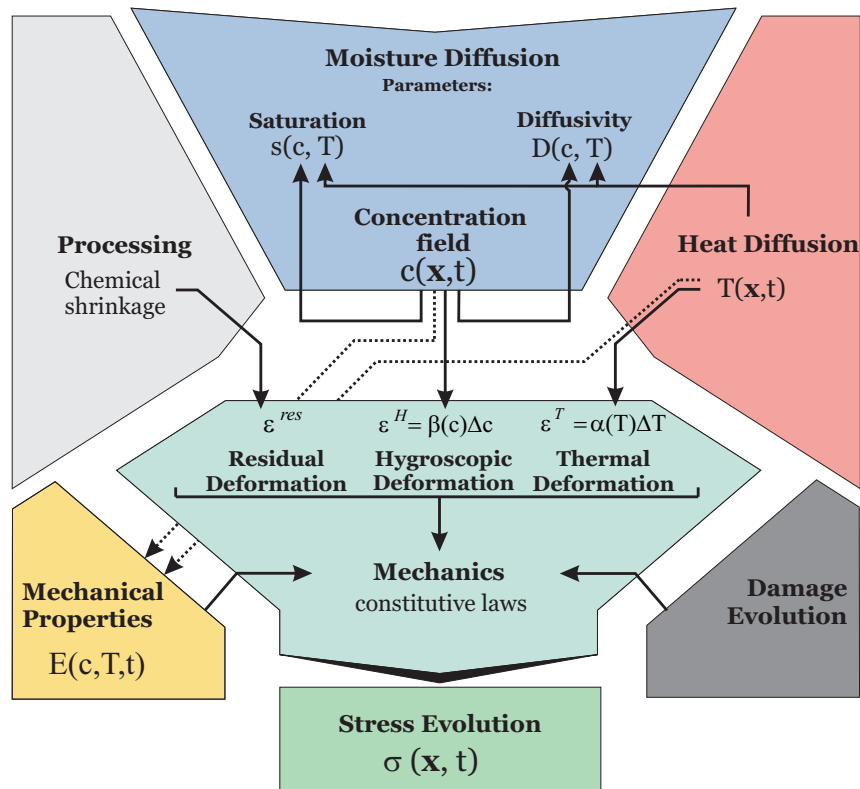 Moisture Diffusion
Parameters:
Saturation
s(c, T)
Diffusivity
D(c, T)
Concentration
field
c(x,t)
Processing
Chemical
shrinkage
Heat Diffusion
T(x,t)
ε^res
ε^H = β(c)Δc
ε^T = α(T)ΔT
Residual
Deformation
Hygroscopic
Deformation
Thermal
Deformation
Mechanics
constitutive laws
Mechanical
Properties
E(c,T,t)
Damage
Evolution
Stress Evolution
σ (x, t)